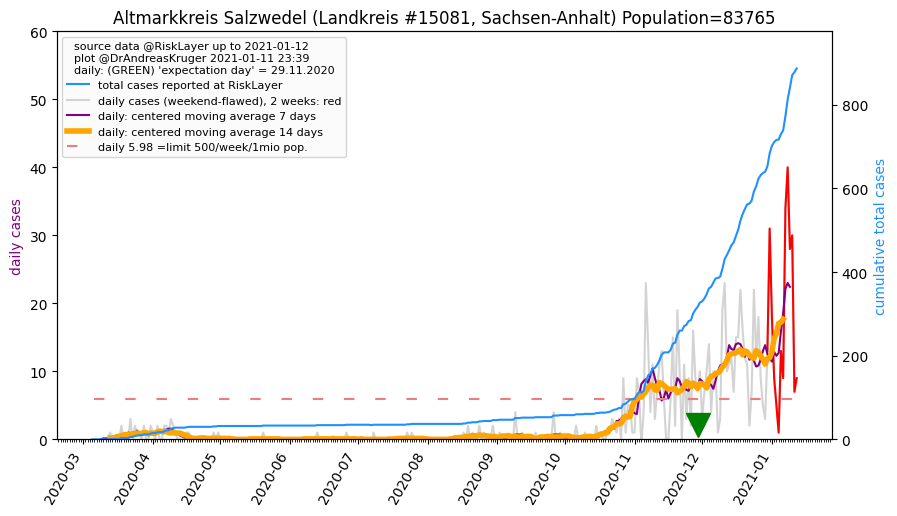 Altmarkkreis Salzwedel (Landkreis #15081, Sachsen-Anhalt) Population=83765
source data @RiskLayer up to 2021-01-12
plot @DrAndreasKruger 2021-01-11 23:39
daily: (GREEN) 'expectation day' = 29.11.2020
total cases reported at RiskLayer
daily cases (weekend-flawed), 2 weeks: red
daily: centered moving average 7 days
daily: centered moving average 14 days
daily 5.98 =limit 500/week/1mio pop.
daily cases
60
50
40
30
20
10
0
cumulative total cases
800
600
400
200
0
2020-03
2020-04
2020-05
2020-06
2020-07
2020-08
2020-09
2020-10
2020-11
2020-12
2021-01